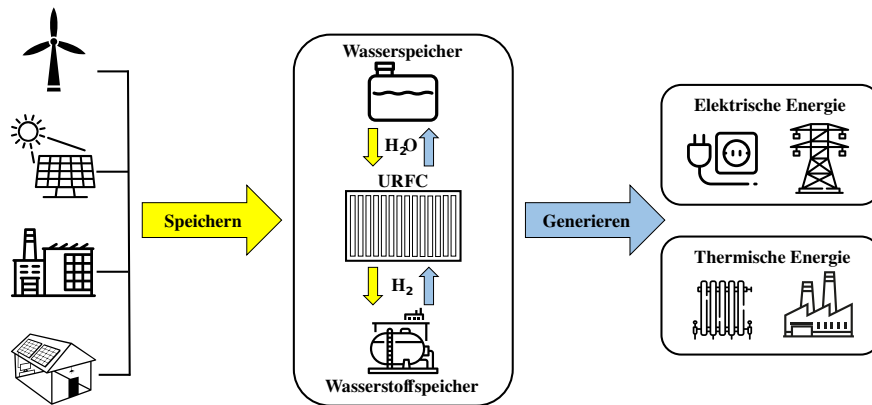 Wasserspeicher
H₂O
URFC
Speichern
Generieren
H₂
Wasserstoffspeicher
Elektrische Energie
Thermische Energie